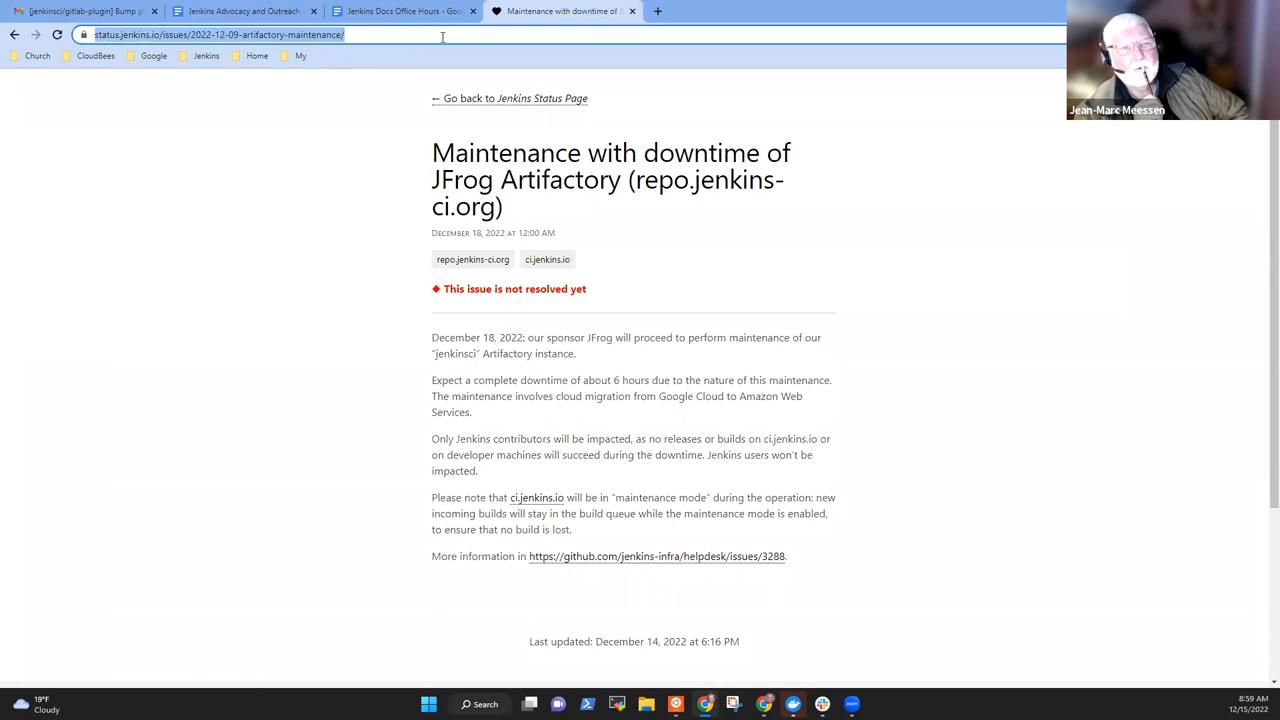 [jenkinsci/gitlab-plugin] Bump p
Jenkins Advocacy and Outreach
Jenkins Docs Office Hours - Goo
Maintenance with downtime of J
status.jenkins.io/issues/2022-12-09-artifactory-maintenance/
Church
CloudBees
Google
Jenkins
Home
My
Jean-Marc Meessen
← Go back to Jenkins Status Page
Maintenance with downtime of
JFrog Artifactory (repo.jenkins-
ci.org)
December 18, 2022 at 12:00 AM
repo.jenkins-ci.org ci.jenkins.io
◆ This issue is not resolved yet
December 18, 2022: our sponsor JFrog will proceed to perform maintenance of our
"jenkinsci" Artifactory instance.
Expect a complete downtime of about 6 hours due to the nature of this maintenance.
The maintenance involves cloud migration from Google Cloud to Amazon Web
Services.
Only Jenkins contributors will be impacted, as no releases or builds on ci.jenkins.io or
on developer machines will succeed during the downtime. Jenkins users won't be
impacted.
Please note that ci.jenkins.io will be in "maintenance mode" during the operation: new
incoming builds will stay in the build queue while the maintenance mode is enabled,
to ensure that no build is lost.
More information in https://github.com/jenkins-infra/helpdesk/issues/3288.
Last updated: December 14, 2022 at 6:16 PM
19°F
Cloudy
Search
8:59 AM
12/15/2022